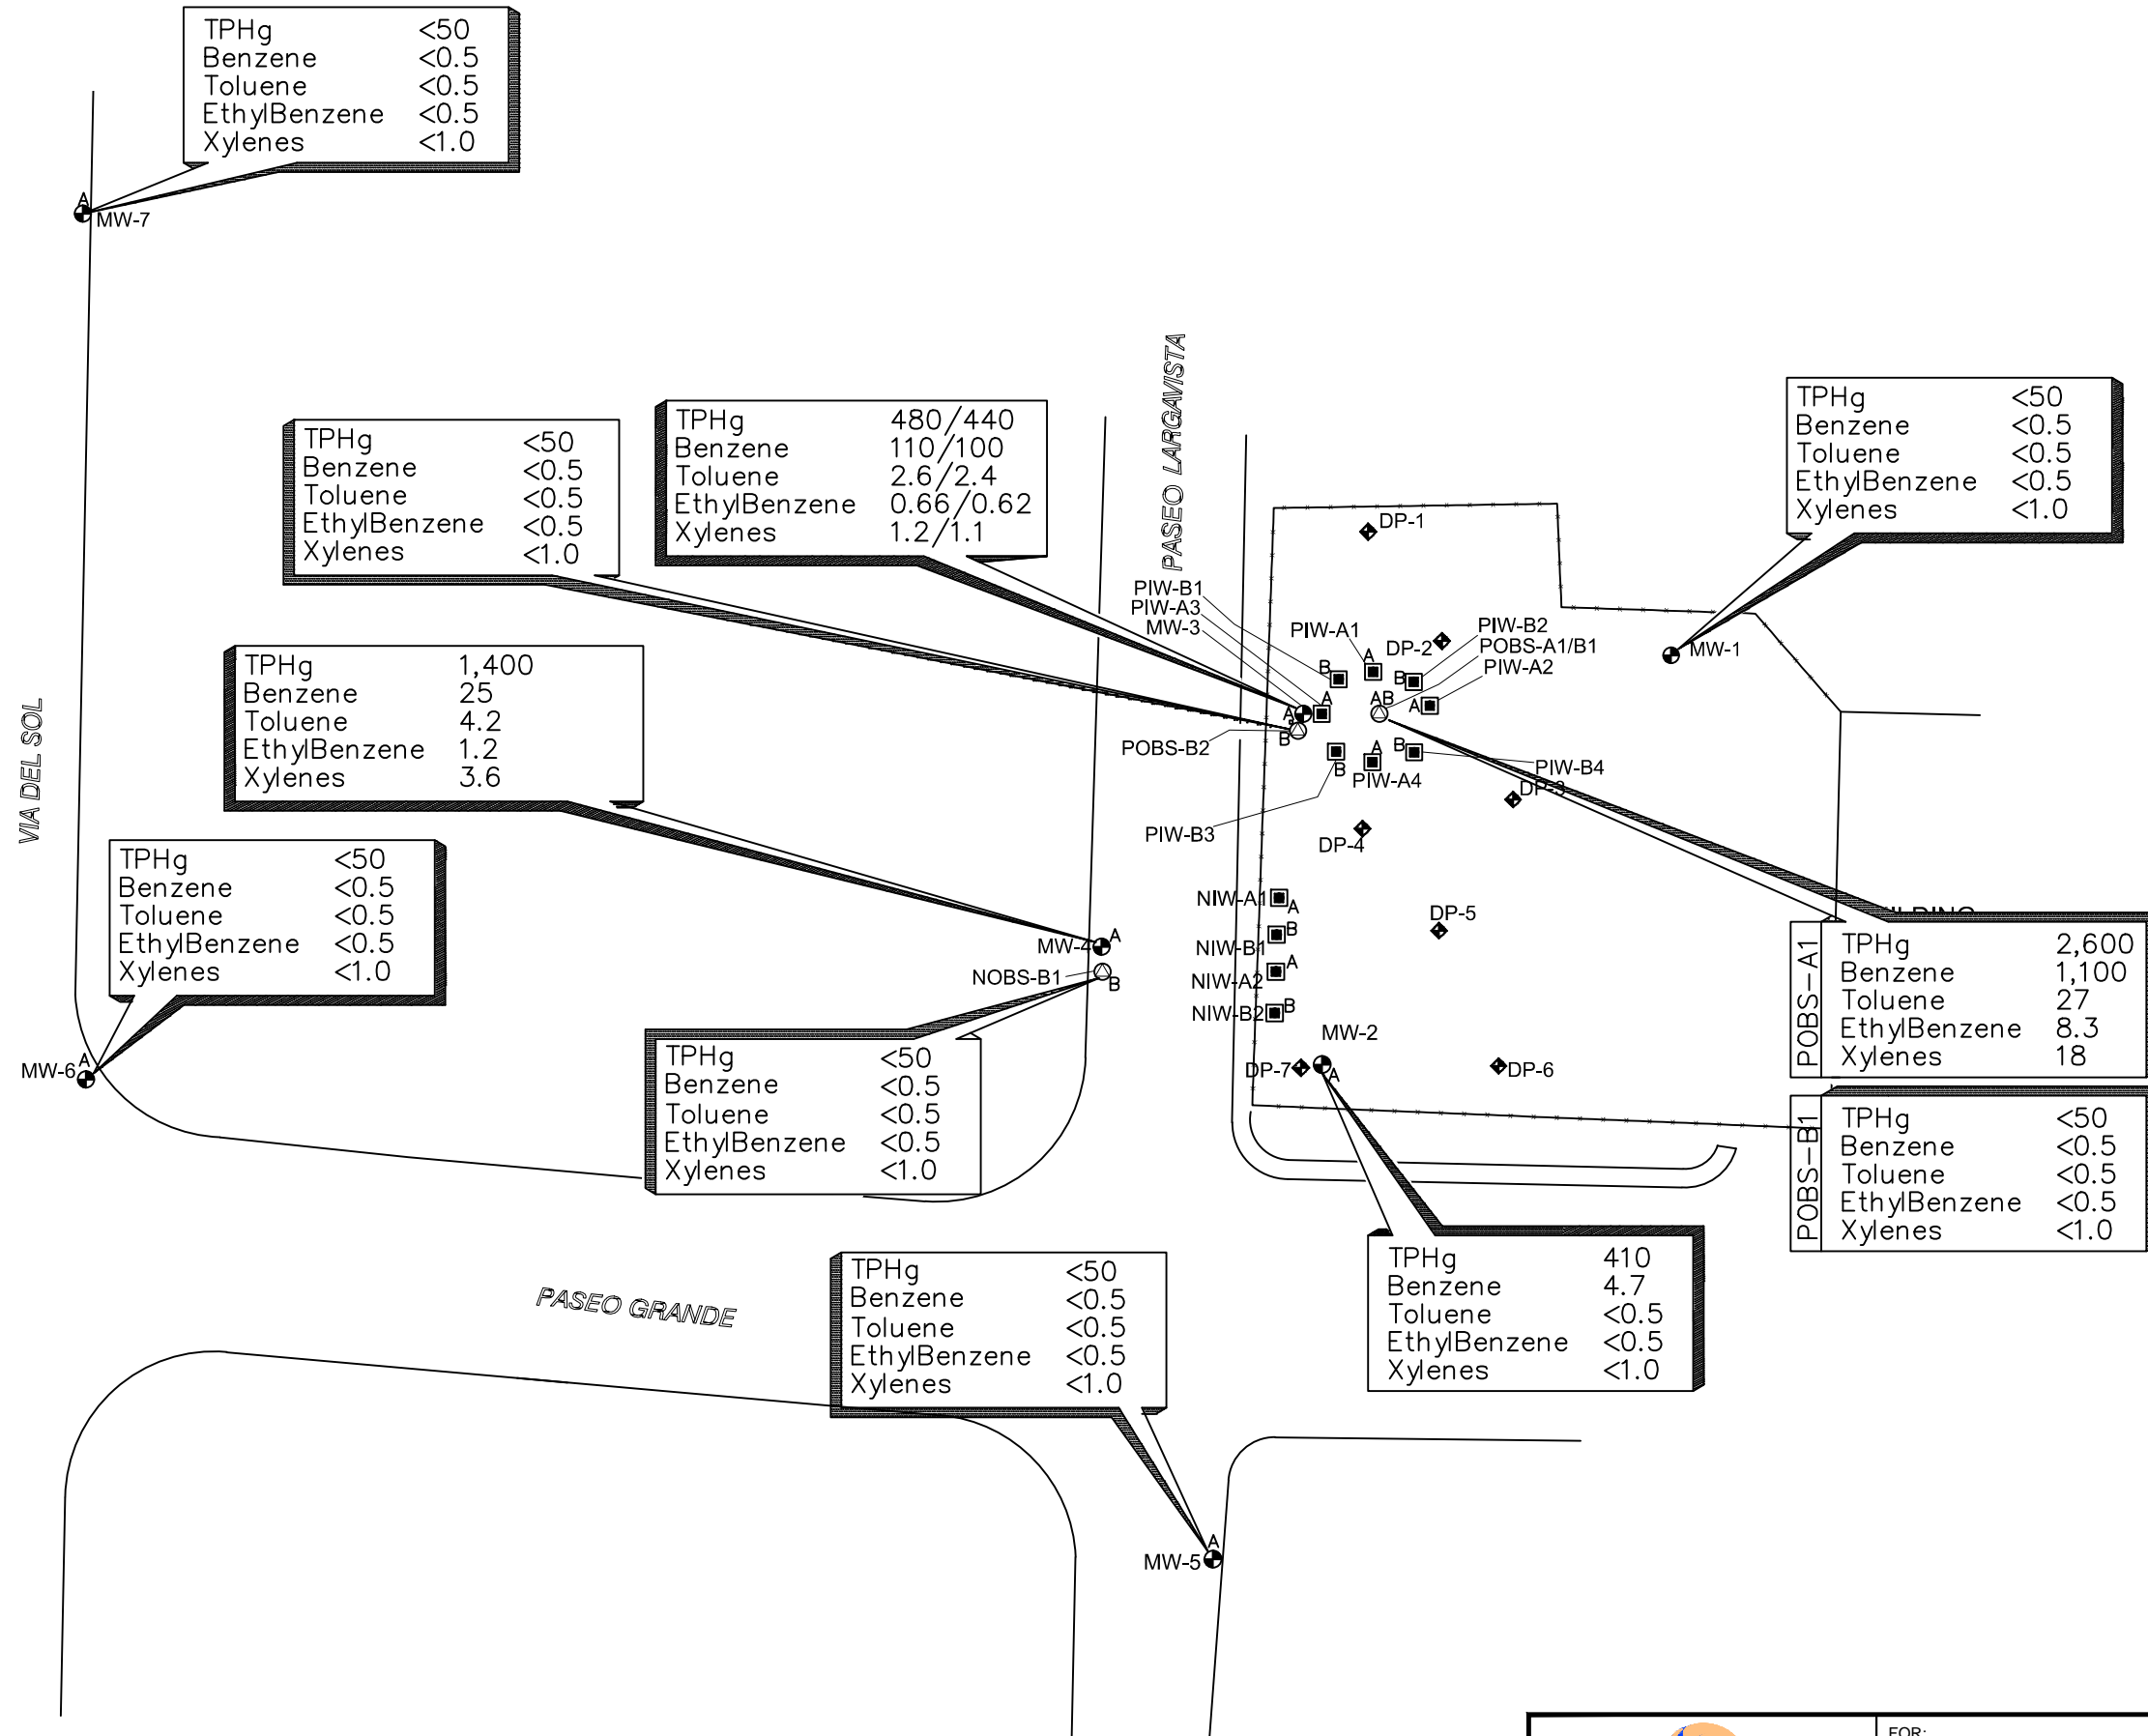 TPHg <50
Benzene <0.5
Toluene <0.5
EthylBenzene <0.5
Xylenes <1.0
A
MW-7
VIA DEL SOL
PASEO LARGAVISTA
TPHg <50
Benzene <0.5
Toluene <0.5
EthylBenzene <0.5
Xylenes <1.0
TPHg 480/440
Benzene 110/100
Toluene 2.6/2.4
EthylBenzene 0.66/0.62
Xylenes 1.2/1.1
TPHg <50
Benzene <0.5
Toluene <0.5
EthylBenzene <0.5
Xylenes <1.0
DP-1
PIW-B1
PIW-A3
MW-3
PIW-A1
DP-2
PIW-B2
POBS-A1/B1
PIW-A2
MW-1
B
A
B
A
AB
A
A
B
POBS-B2
B
A
B
PIW-A4
PIW-B4
DP-3
PIW-B3
DP-4
TPHg 1,400
Benzene 25
Toluene 4.2
EthylBenzene 1.2
Xylenes 3.6
TPHg <50
Benzene <0.5
Toluene <0.5
EthylBenzene <0.5
Xylenes <1.0
A
MW-6
NIW-A1
A
B
NIW-B1
A
NIW-A2
NIW-B2
B
DP-5
MW-4
A
NOBS-B1
B
MW-2
A
DP-7
DP-6
POBS-A1
TPHg 2,600
Benzene 1,100
Toluene 27
EthylBenzene 8.3
Xylenes 18
POBS-B1
TPHg <50
Benzene <0.5
Toluene <0.5
EthylBenzene <0.5
Xylenes <1.0
TPHg <50
Benzene <0.5
Toluene <0.5
EthylBenzene <0.5
Xylenes <1.0
PASEO GRANDE
TPHg <50
Benzene <0.5
Toluene <0.5
EthylBenzene <0.5
Xylenes <1.0
TPHg 410
Benzene 4.7
Toluene <0.5
EthylBenzene <0.5
Xylenes <1.0
A
MW-5
FOR: